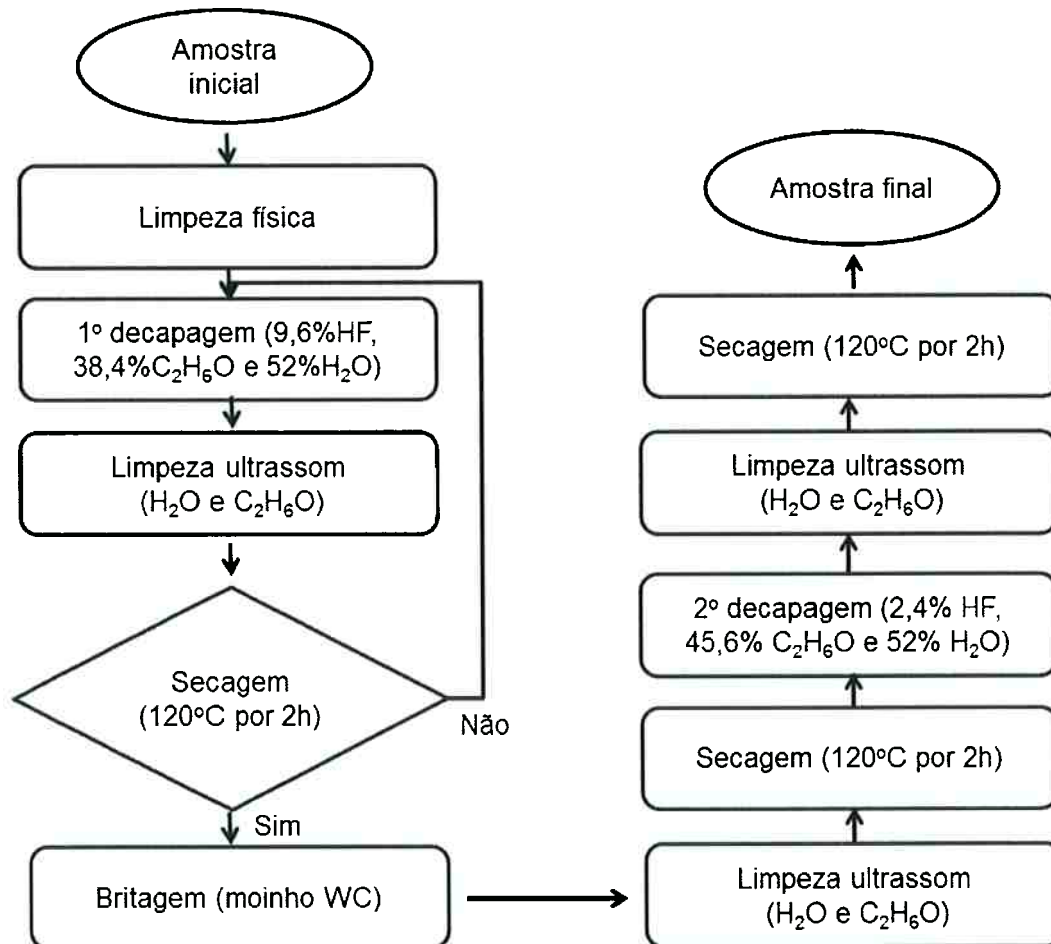 Amostra
inicial
Limpeza física
1º decapagem (9,6%HF,
38,4%C₂H₆O e 52%H₂O)
Limpeza ultrassom
(H₂O e C₂H₆O)
Secagem
(120ºC por 2h)
Não
Sim
Britagem (moinho WC)
Amostra final
Secagem (120ºC por 2h)
Limpeza ultrassom
(H₂O e C₂H₆O)
2º decapagem (2,4% HF,
45,6% C₂H₆O e 52% H₂O)
Secagem (120ºC por 2h)
Limpeza ultrassom
(H₂O e C₂H₆O)